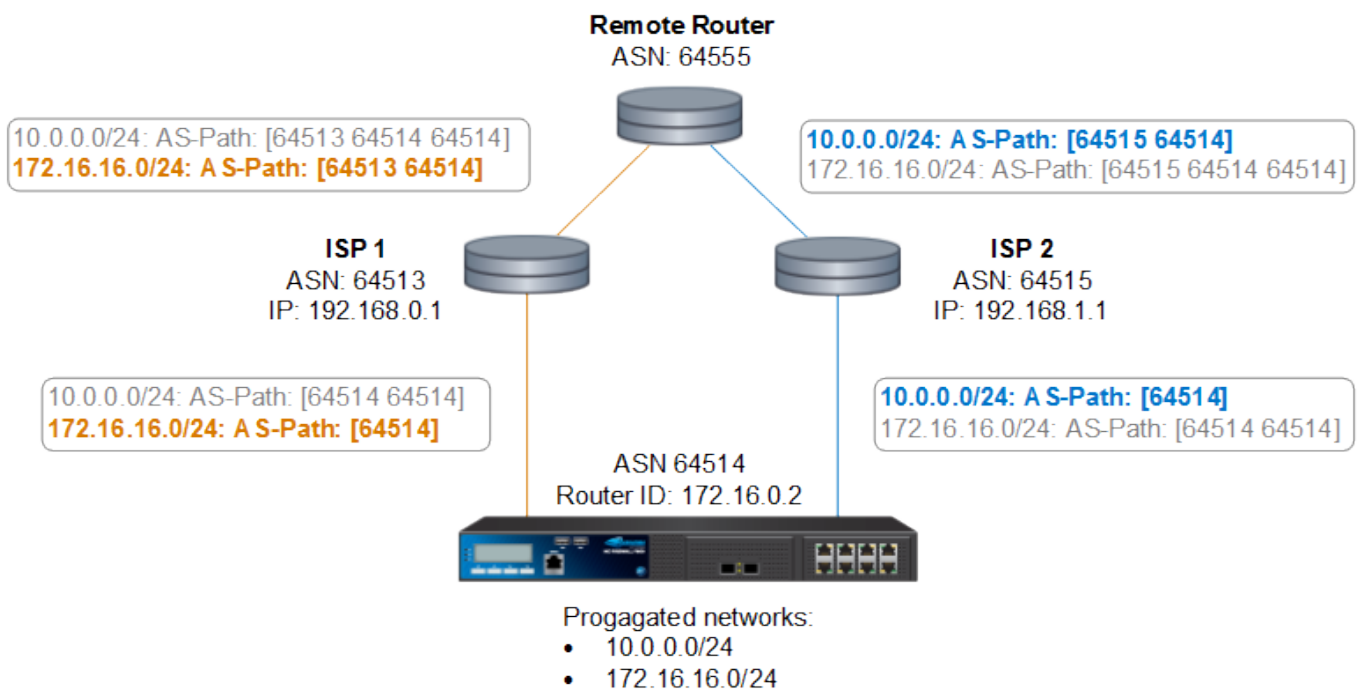 Remote Router
ASN: 64555
10.0.0.0/24: AS-Path: [64513 64514 64514]
172.16.16.0/24: AS-Path: [64513 64514]
10.0.0.0/24: AS-Path: [64515 64514]
172.16.16.0/24: AS-Path: [64515 64514 64514]
ISP 1
ASN: 64513
IP: 192.168.0.1
ISP 2
ASN: 64515
IP: 192.168.1.1
10.0.0.0/24: AS-Path: [64514 64514]
172.16.16.0/24: AS-Path: [64514]
10.0.0.0/24: AS-Path: [64514]
172.16.16.0/24: AS-Path: [64514 64514]
ASN 64514
Router ID: 172.16.0.2
Progagated networks:
• 10.0.0.0/24
• 172.16.16.0/24